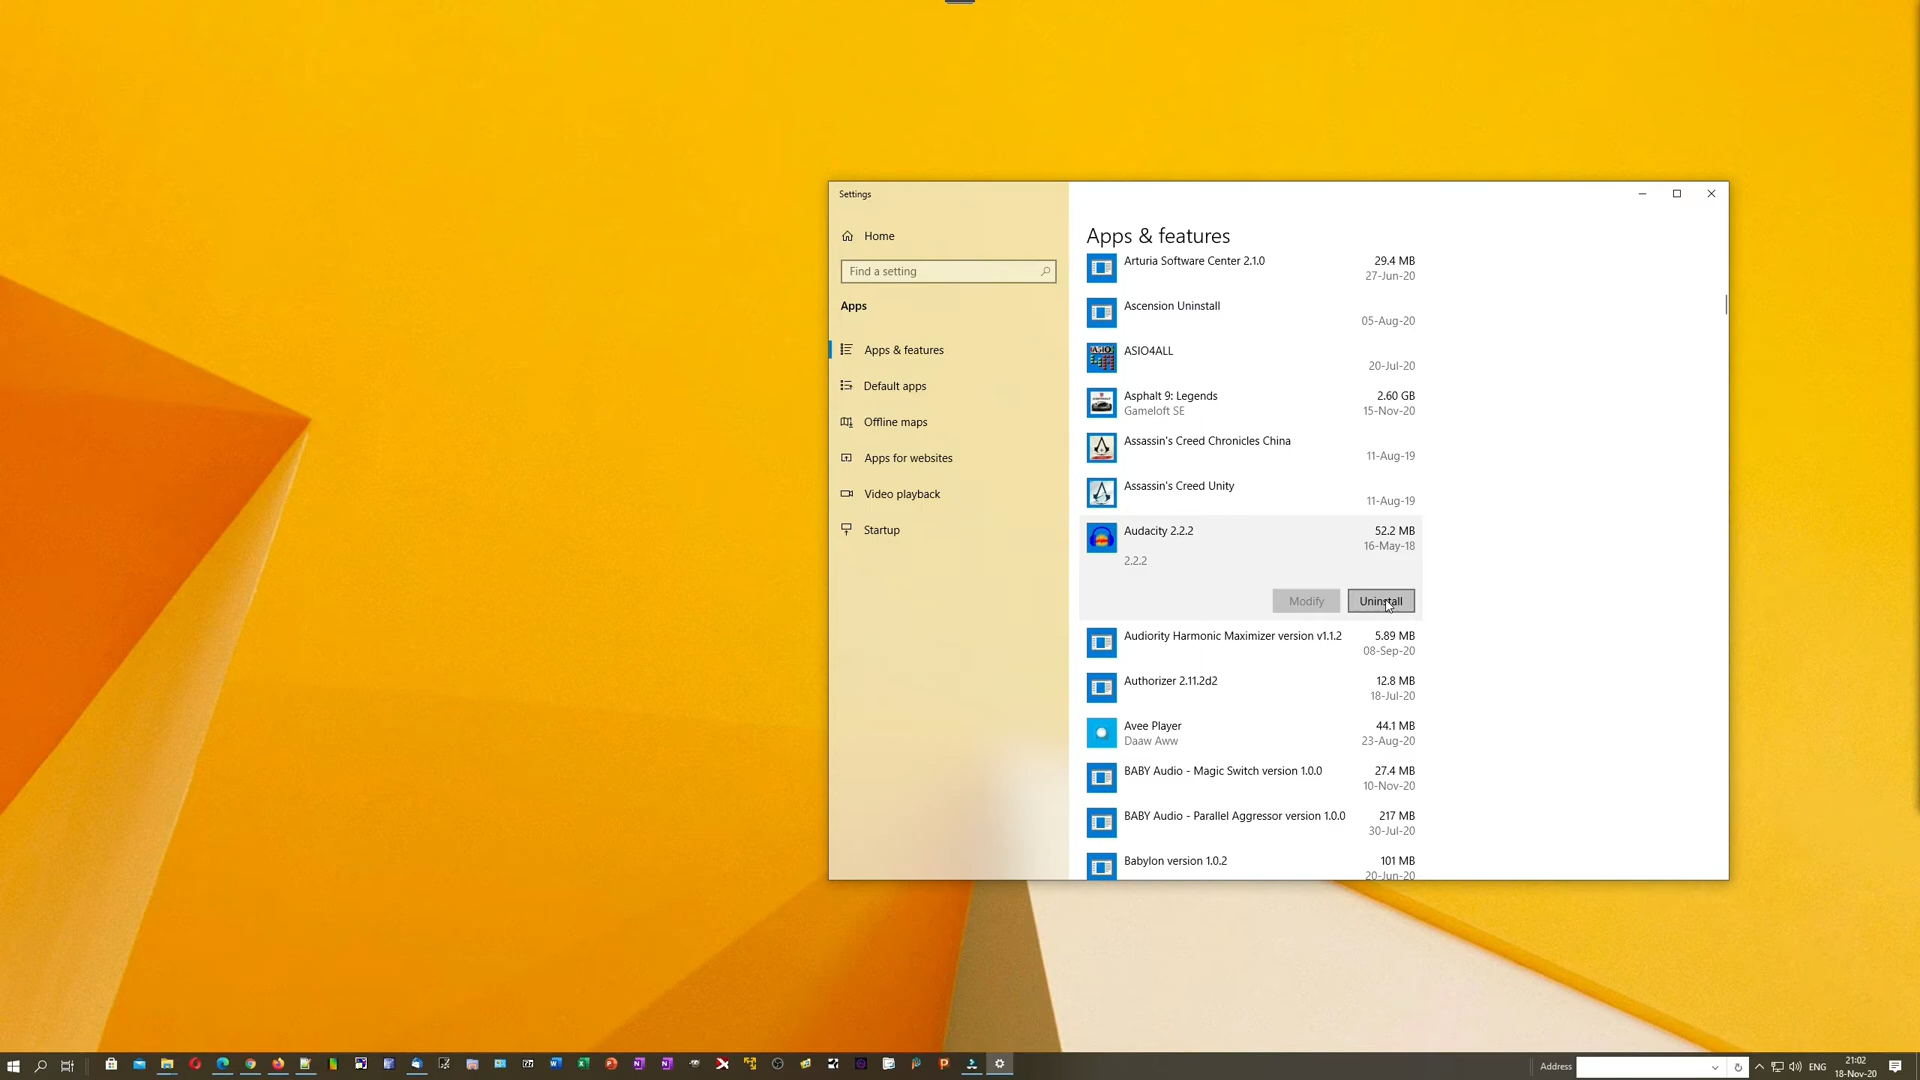 Settings
Home
Find a setting
Apps
Apps & features
Default apps
Offline maps
Apps for websites
Video playback
Startup
Apps & features
Arturia Software Center 2.1.0 29.4 MB
27-Jun-20
Ascension Uninstall
05-Aug-20
ASIO4ALL
20-Jul-20
Asphalt 9: Legends 2.60 GB
Gameloft SE 15-Nov-20
Assassin's Creed Chronicles China
11-Aug-19
Assassin's Creed Unity
11-Aug-19
Audacity 2.2.2 52.2 MB
16-May-18
2.2.2
Modify Uninstall
Audiority Harmonic Maximizer version v1.1.2 5.89 MB
08-Sep-20
Authorizer 2.11.2d2 12.8 MB
18-Jul-20
Avee Player 44.1 MB
Daaw Aww 23-Aug-20
BABY Audio - Magic Switch version 1.0.0 27.4 MB
10-Nov-20
BABY Audio - Parallel Aggressor version 1.0.0 217 MB
30-Jul-20
Babylon version 1.0.2 101 MB
20-Jun-20
Address ENG 21:02
18-Nov-20